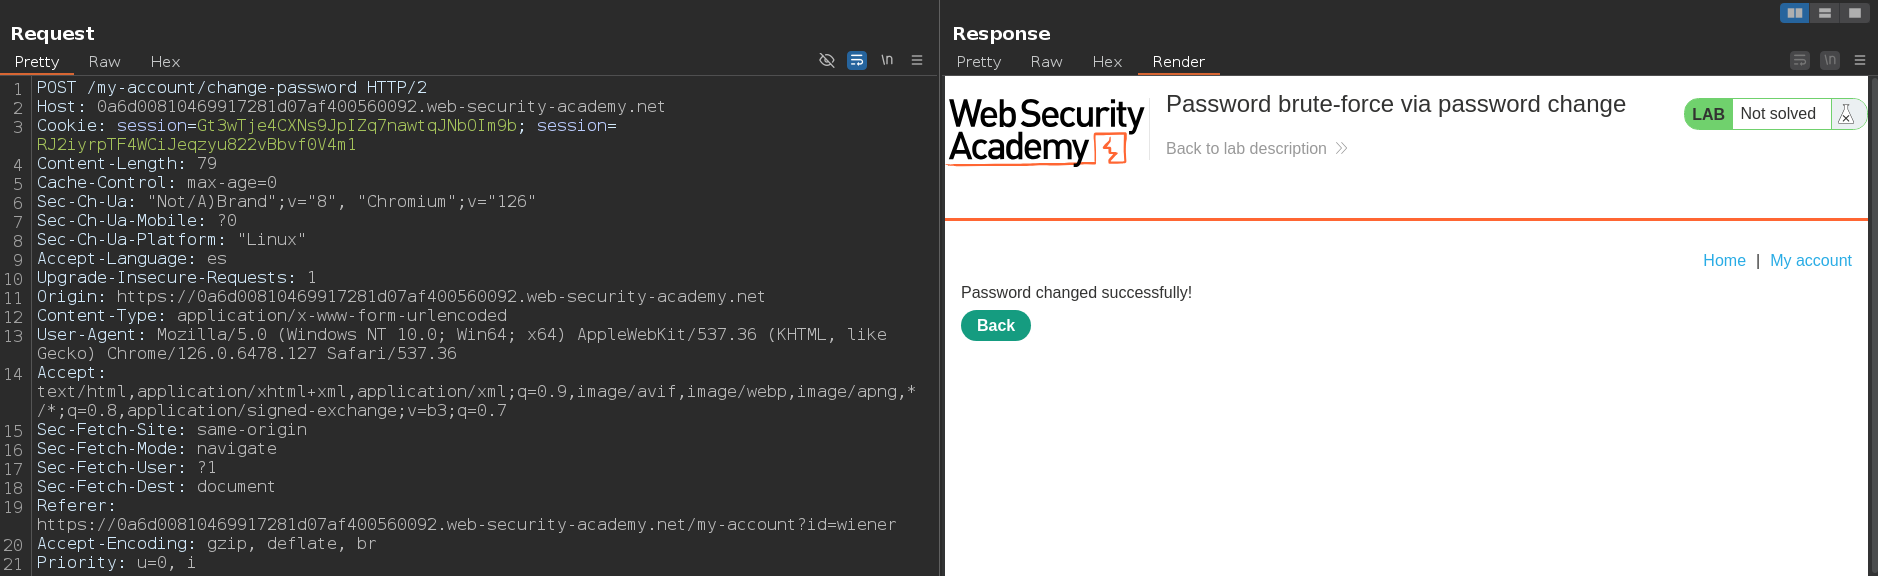 Request
Pretty Raw Hex
\n
1 POST /my-account/change-password HTTP/2
2 Host: 0a6d00810469917281d07af400560092.web-security-academy.net
3 Cookie: session=Gt3wTje4CXNs9JpIZq7nawtqJNbOIm9b; session=
RJ2iyrpTF4WCiJeqzyu822vBbvf0V4m1
4 Content-Length: 79
5 Cache-Control: max-age=0
6 Sec-Ch-Ua: "Not/A)Brand";v="8", "Chromium";v="126"
7 Sec-Ch-Ua-Mobile: ?0
8 Sec-Ch-Ua-Platform: "Linux"
9 Accept-Language: es
10 Upgrade-Insecure-Requests: 1
11 Origin: https://0a6d00810469917281d07af400560092.web-security-academy.net
12 Content-Type: application/x-www-form-urlencoded
13 User-Agent: Mozilla/5.0 (Windows NT 10.0; Win64; x64) AppleWebKit/537.36 (KHTML, like
Gecko) Chrome/126.0.6478.127 Safari/537.36
14 Accept:
text/html,application/xhtml+xml,application/xml;q=0.9,image/avif,image/webp,image/apng,*
/*;q=0.8,application/signed-exchange;v=b3;q=0.7
15 Sec-Fetch-Site: same-origin
16 Sec-Fetch-Mode: navigate
17 Sec-Fetch-User: ?1
18 Sec-Fetch-Dest: document
19 Referer:
https://0a6d00810469917281d07af400560092.web-security-academy.net/my-account?id=wiener
20 Accept-Encoding: gzip, deflate, br
21 Priority: u=0, i
Response
Pretty Raw Hex Render
\n
Web Security
Academy
Password brute-force via password change
Back to lab description
LAB Not solved
Home | My account
Password changed successfully!
Back